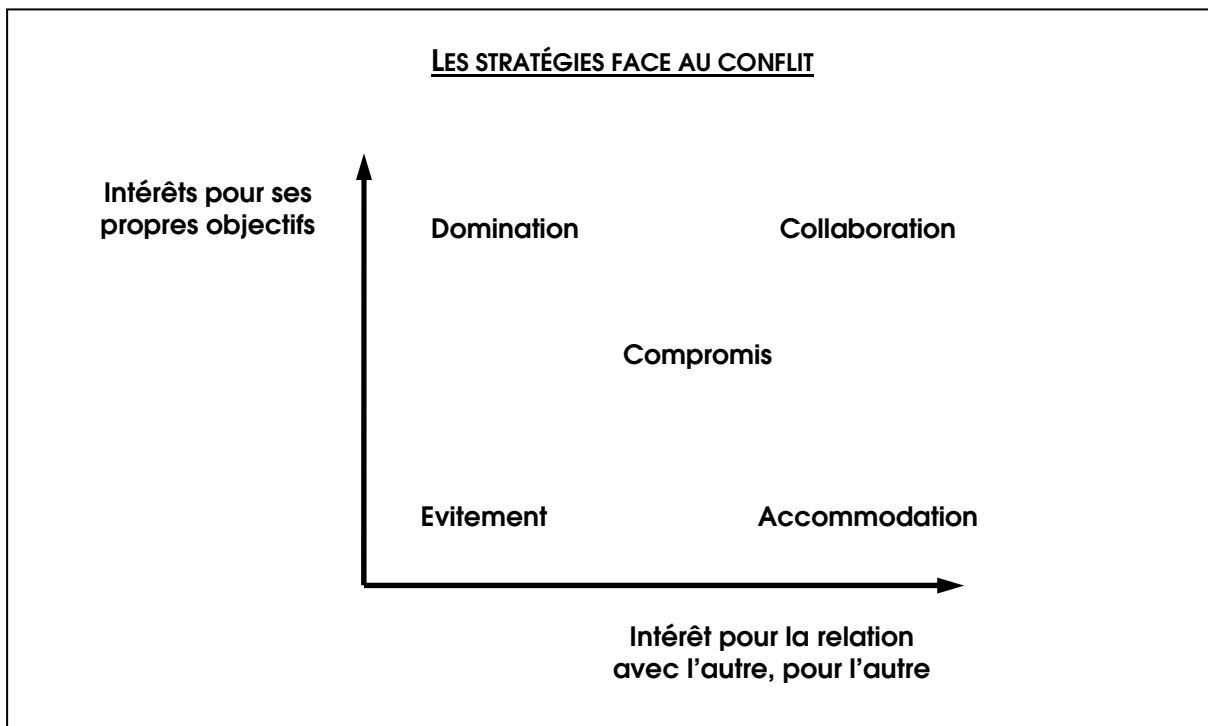 LES STRATÉGIES FACE AU CONFLIT
Intérêts pour ses
propres objectifs
Domination
Collaboration
Compromis
Evitement
Accommodation
Intérêt pour la relation
avec l’autre, pour l’autre